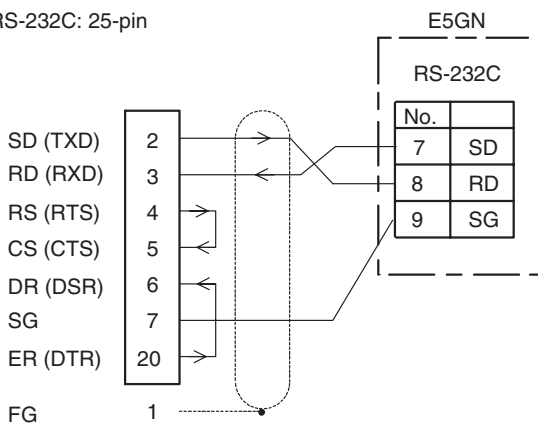 RS-232C: 25-pin
E5GN
RS-232C
No.
SD (TXD) 2
7 SD
RD (RXD) 3
8 RD
RS (RTS) 4
9 SG
CS (CTS) 5
DR (DSR) 6
SG 7
ER (DTR) 20
FG 1